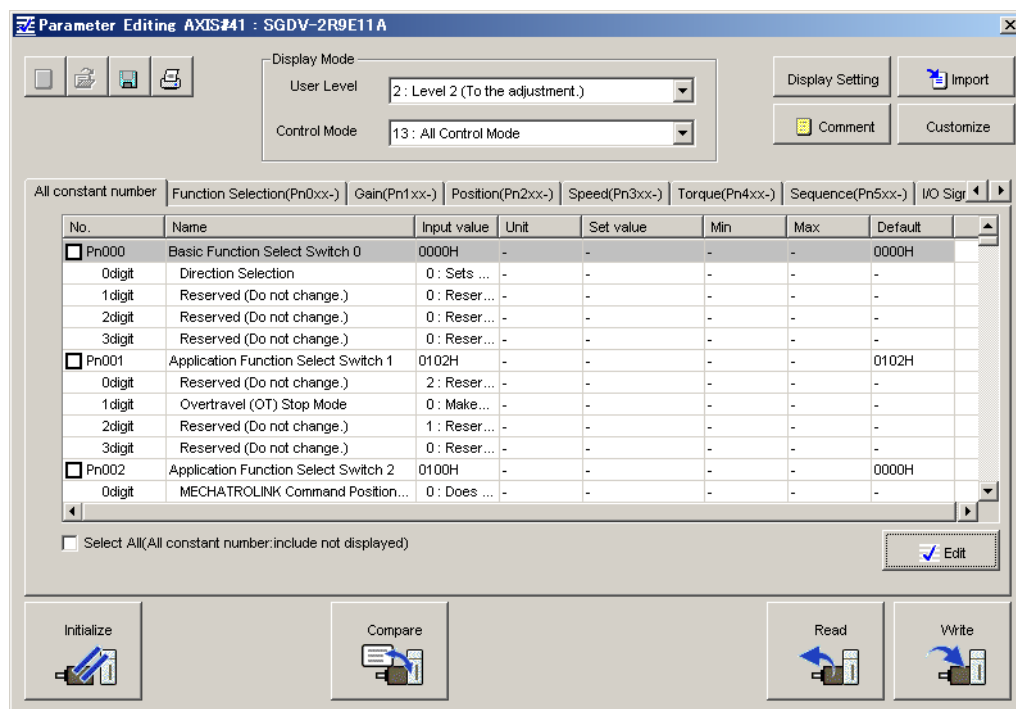 Parameter Editing AXIS#41 : SGDV-2R9E11A
Display Mode
User Level 2 : Level 2 (To the adjustment.)
Control Mode 13 : All Control Mode
Display Setting Import
Comment Customize
All constant number Function Selection(Pn0xx-) Gain(Pn1xx-) Position(Pn2xx-) Speed(Pn3xx-) Torque(Pn4xx-) Sequence(Pn5xx-) I/O Sigr
No. Name Input value Unit Set value Min Max Default
Pn000 Basic Function Select Switch 0 0000H - - - - 0000H
0digit Direction Selection 0 : Sets ... - - - - -
1digit Reserved (Do not change.) 0 : Reser... - - - - -
2digit Reserved (Do not change.) 0 : Reser... - - - - -
3digit Reserved (Do not change.) 0 : Reser... - - - - -
Pn001 Application Function Select Switch 1 0102H - - - - 0102H
0digit Reserved (Do not change.) 2 : Reser... - - - - -
1digit Overtravel (OT) Stop Mode 0 : Make... - - - - -
2digit Reserved (Do not change.) 1 : Reser... - - - - -
3digit Reserved (Do not change.) 0 : Reser... - - - - -
Pn002 Application Function Select Switch 2 0100H - - - - 0000H
0digit MECHATROLINK Command Position... 0 : Does ... - - - - -
Select All(All constant number:include not displayed)
Edit
Initialize Compare Read Write